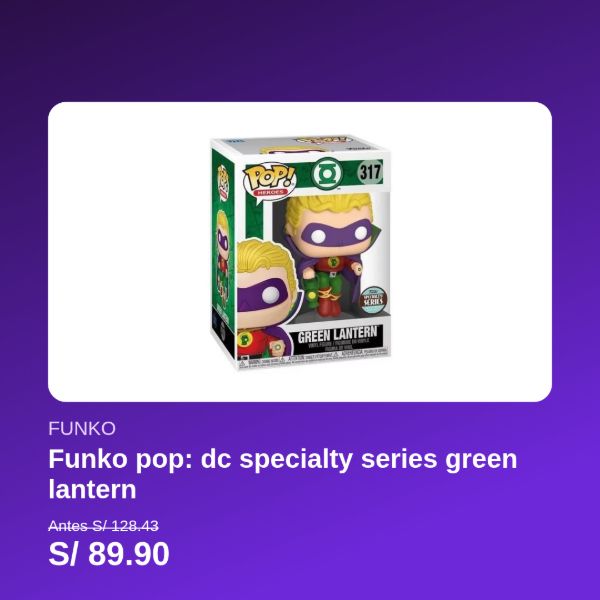 POP!
HEROES
317
SPECIALTY
SERIES
GREEN LANTERN
FUNKO
Funko pop: dc specialty series green
lantern
Antes S/ 128.43
S/ 89.90